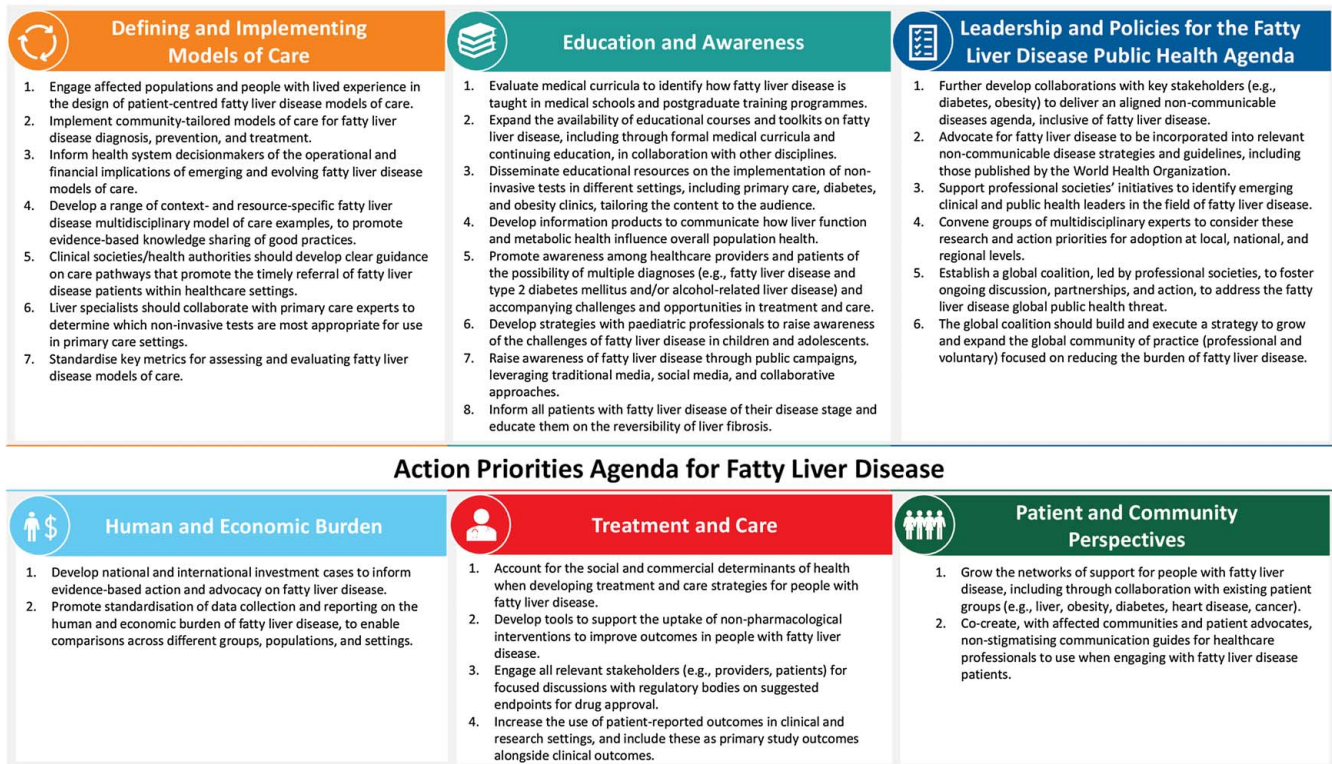 Defining and Implementing
Models of Care
1. Engage affected populations and people with lived experience in
the design of patient-centred fatty liver disease models of care.
2. Implement community-tailored models of care for fatty liver
disease diagnosis, prevention, and treatment.
3. Inform health system decisionmakers of the operational and
financial implications of emerging and evolving fatty liver disease
models of care.
4. Develop a range of context- and resource-specific fatty liver
disease multidisciplinary model of care examples, to promote
evidence-based knowledge sharing of good practices.
5. Clinical societies/health authorities should develop clear guidance
on care pathways that promote the timely referral of fatty liver
disease patients within healthcare settings.
6. Liver specialists should collaborate with primary care experts to
determine which non-invasive tests are most appropriate for use
in primary care settings.
7. Standardise key metrics for assessing and evaluating fatty liver
disease models of care.
Education and Awareness
1. Evaluate medical curricula to identify how fatty liver disease is
taught in medical schools and postgraduate training programmes.
2. Expand the availability of educational courses and toolkits on fatty
liver disease, including through formal medical curricula and
continuing education, in collaboration with other disciplines.
3. Disseminate educational resources on the implementation of non-
invasive tests in different settings, including primary care, diabetes,
and obesity clinics, tailoring the content to the audience.
4. Develop information products to communicate how liver function
and metabolic health influence overall population health.
5. Promote awareness among healthcare providers and patients of
the possibility of multiple diagnoses (e.g., fatty liver disease and
type 2 diabetes mellitus and/or alcohol-related liver disease) and
accompanying challenges and opportunities in treatment and care.
6. Develop strategies with paediatric professionals to raise awareness
of the challenges of fatty liver disease in children and adolescents.
7. Raise awareness of fatty liver disease through public campaigns,
leveraging traditional media, social media, and collaborative
approaches.
8. Inform all patients with fatty liver disease of their disease stage and
educate them on the reversibility of liver fibrosis.
Leadership and Policies for the Fatty
Liver Disease Public Health Agenda
1. Further develop collaborations with key stakeholders (e.g.,
diabetes, obesity) to deliver an aligned non-communicable
diseases agenda, inclusive of fatty liver disease.
2. Advocate for fatty liver disease to be incorporated into relevant
non-communicable disease strategies and guidelines, including
those published by the World Health Organization.
3. Support professional societies' initiatives to identify emerging
clinical and public health leaders in the field of fatty liver disease.
4. Convene groups of multidisciplinary experts to consider these
research and action priorities for adoption at local, national, and
regional levels.
5. Establish a global coalition, led by professional societies, to foster
ongoing discussion, partnerships, and action, to address the fatty
liver disease global public health threat.
6. The global coalition should build and execute a strategy to grow
and expand the global community of practice (professional and
voluntary) focused on reducing the burden of fatty liver disease.
Action Priorities Agenda for Fatty Liver Disease
$
Human and Economic Burden
1. Develop national and international investment cases to inform
evidence-based action and advocacy on fatty liver disease.
2. Promote standardisation of data collection and reporting on the
human and economic burden of fatty liver disease, to enable
comparisons across different groups, populations, and settings.
Treatment and Care
1. Account for the social and commercial determinants of health
when developing treatment and care strategies for people with
fatty liver disease.
2. Develop tools to support the uptake of non-pharmacological
interventions to improve outcomes in people with fatty liver
disease.
3. Engage all relevant stakeholders (e.g., providers, patients) for
focused discussions with regulatory bodies on suggested
endpoints for drug approval.
4. Increase the use of patient-reported outcomes in clinical and
research settings, and include these as primary study outcomes
alongside clinical outcomes.
Patient and Community
Perspectives
1. Grow the networks of support for people with fatty liver
disease, including through collaboration with existing patient
groups (e.g., liver, obesity, diabetes, heart disease, cancer).
2. Co-create, with affected communities and patient advocates,
non-stigmatising communication guides for healthcare
professionals to use when engaging with fatty liver disease
patients.